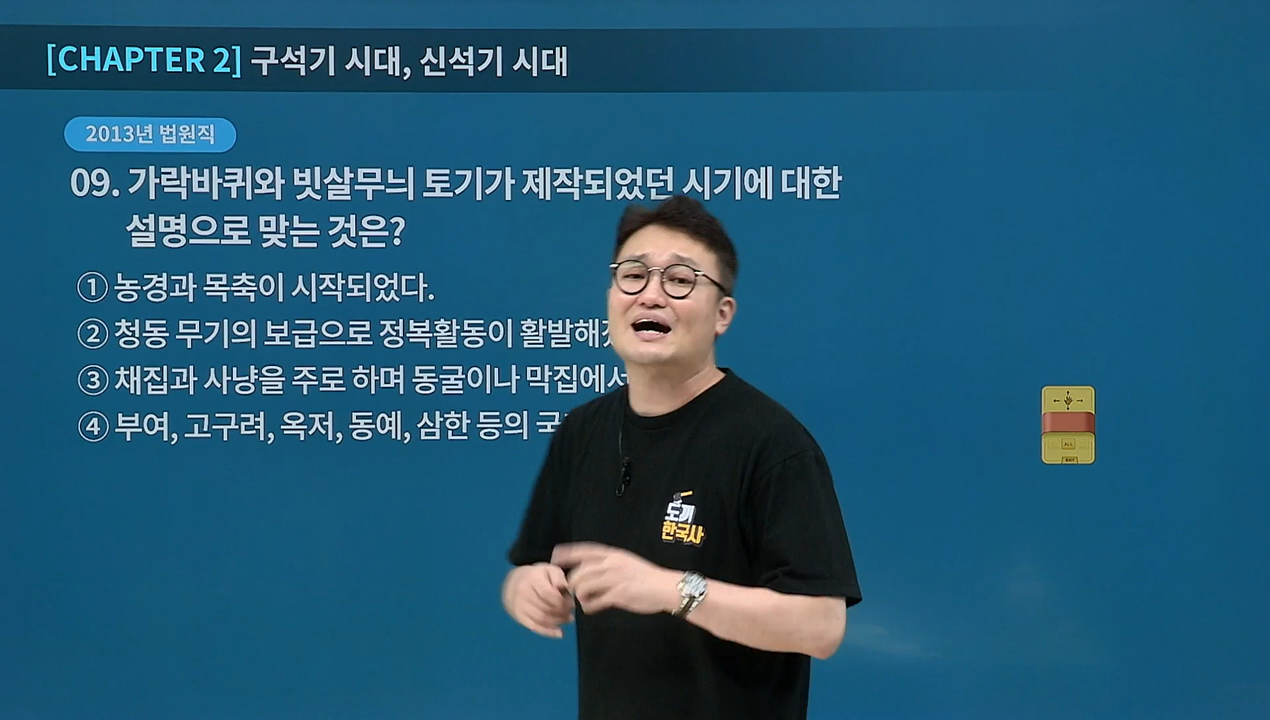 [CHAPTER 2] 구석기 시대, 신석기 시대
2013년 법원직
09. 가락바퀴와 빗살무늬 토기가 제작되었던 시기에 대한
설명으로 맞는 것은?
① 농경과 목축이 시작되었다.
② 청동 무기의 보급으로 정복활동이 활발해
③ 채집과 사냥을 주로 하며 동굴이나 막집에서
④ 부여, 고구려, 옥저, 동예, 삼한 등의
도끼
한국사
ALL
EXIT